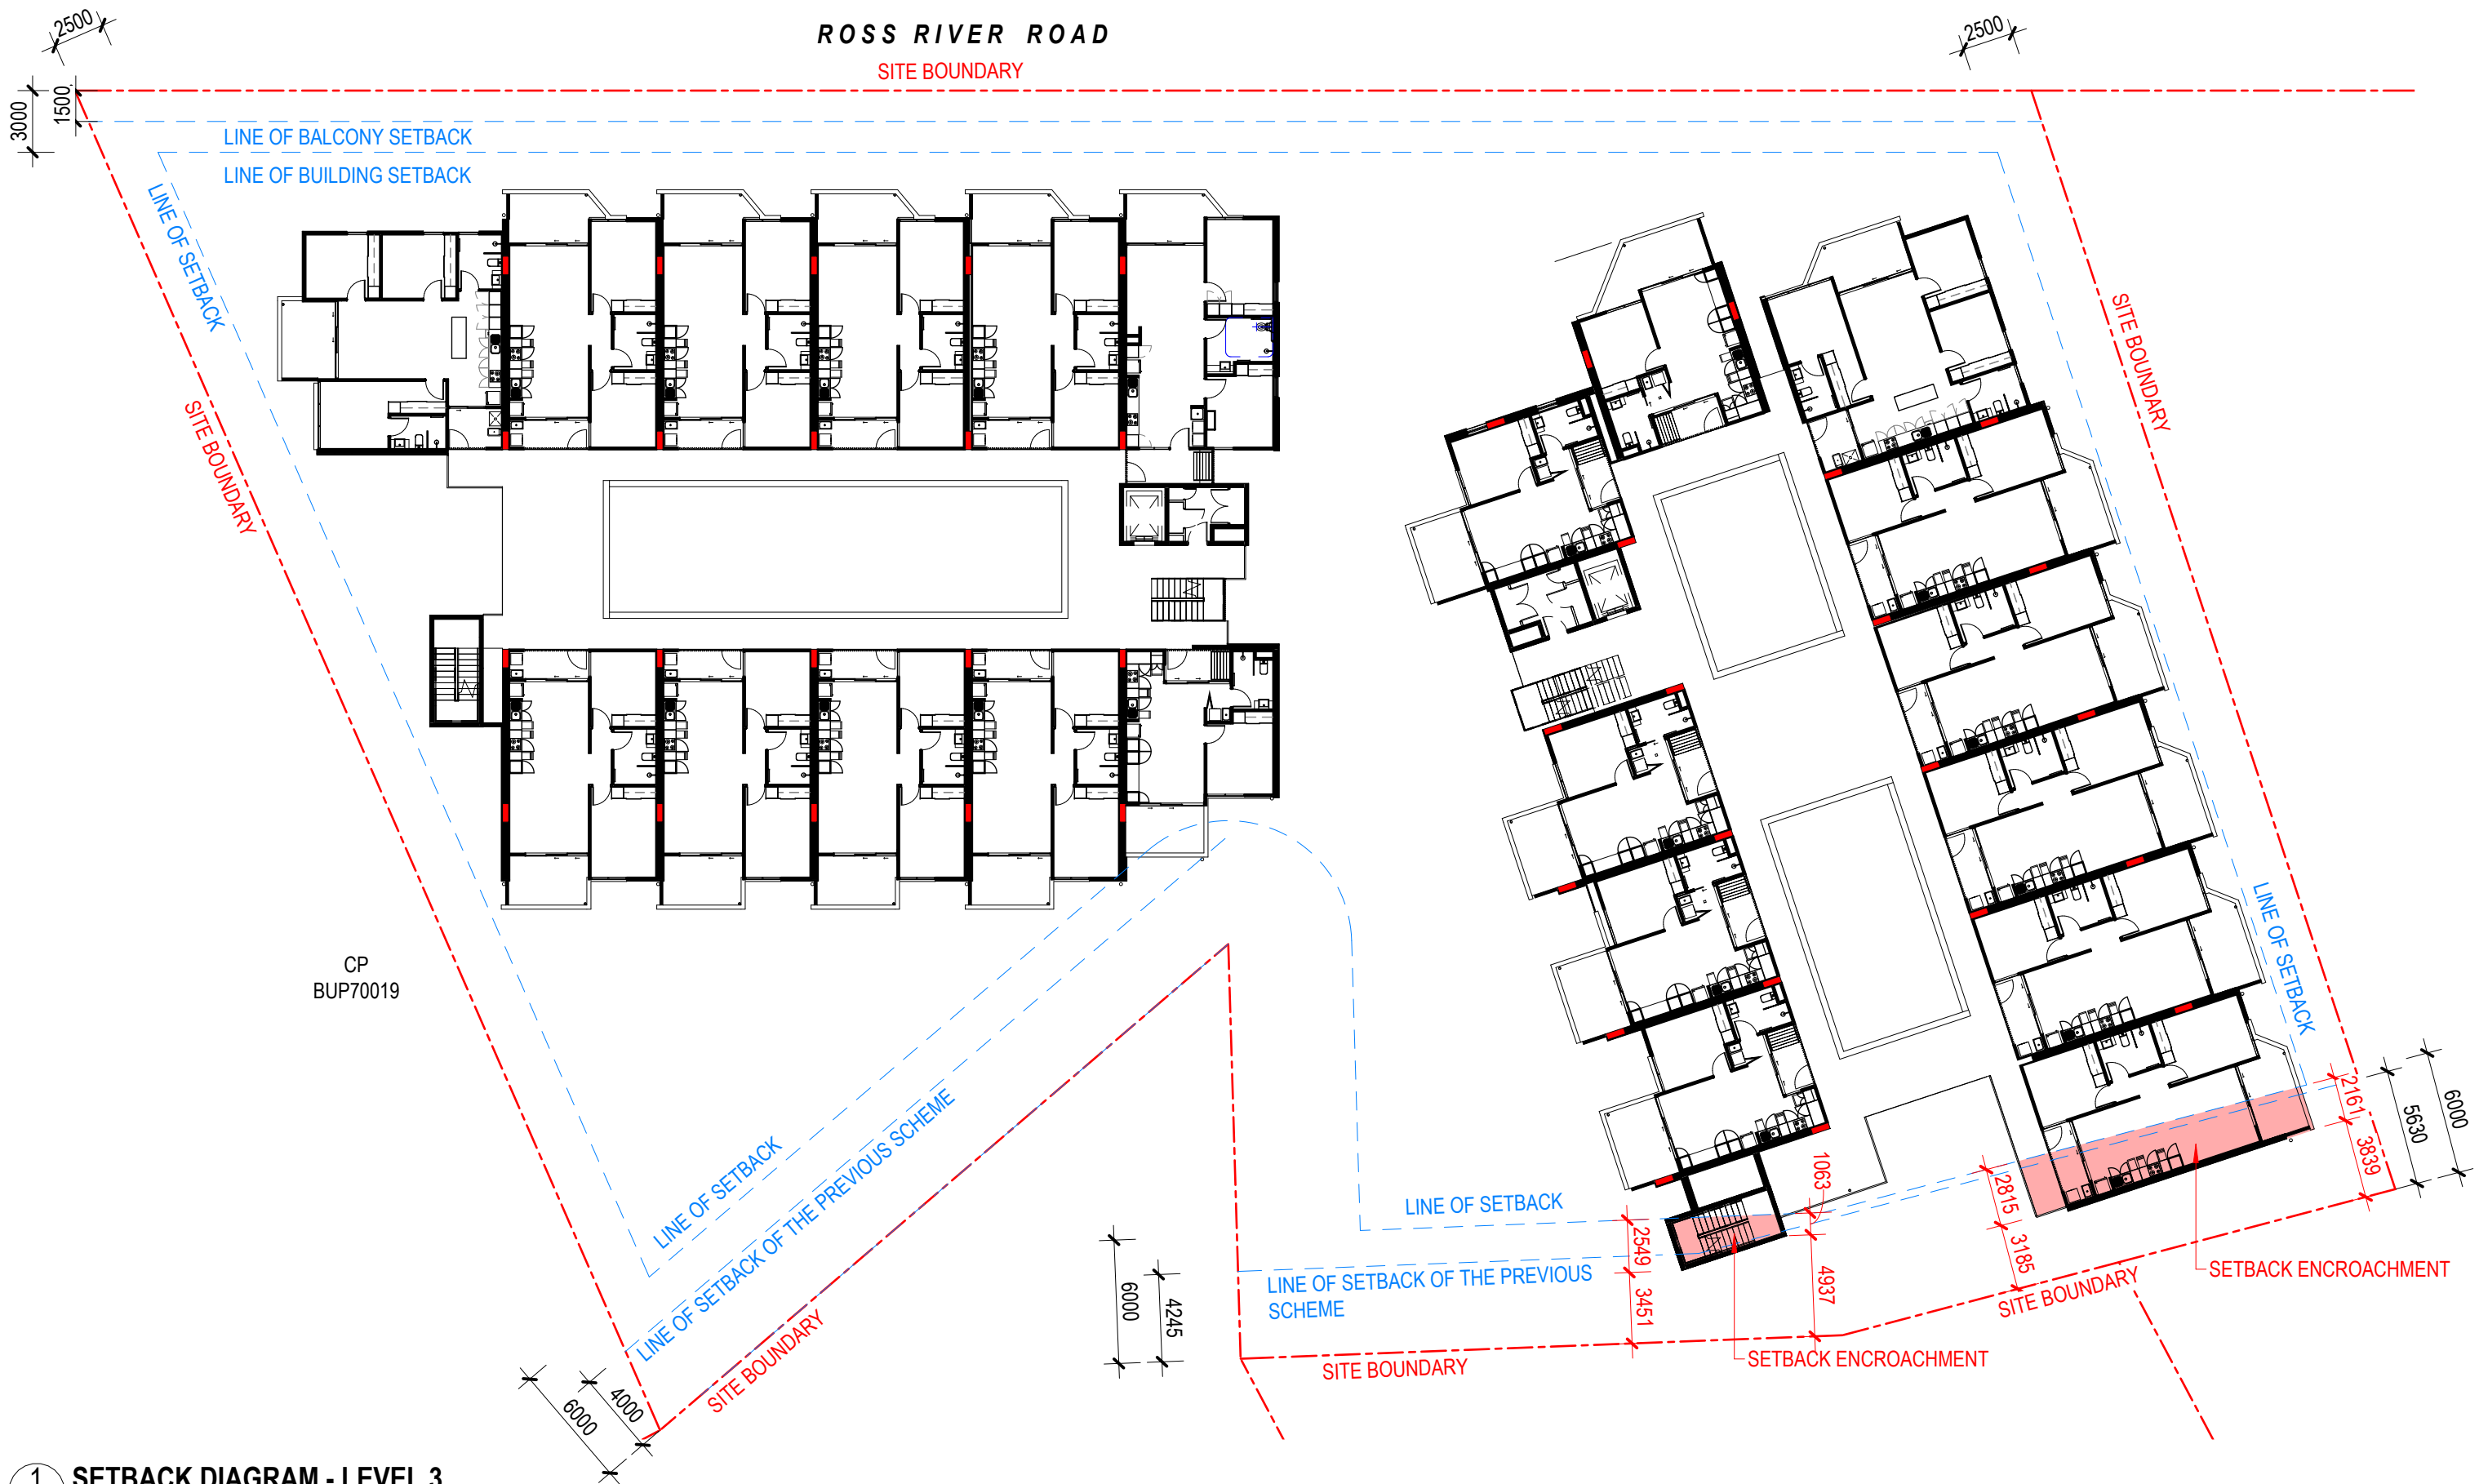 ROSS RIVER ROAD
SITE BOUNDARY
2500
2500
3000
1500
LINE OF BALCONY SETBACK
LINE OF BUILDING SETBACK
LINE OF SETBACK
SITE BOUNDARY
SITE BOUNDARY
LINE OF SETBACK
CP
BUP70019
LINE OF SETBACK
LINE OF SETBACK OF THE PREVIOUS SCHEME
SITE BOUNDARY
6000
4000
6000
4245
LINE OF SETBACK
LINE OF SETBACK OF THE PREVIOUS
SCHEME
SITE BOUNDARY
2549
3451
1063
4937
2815
3185
2161
3839
5630
6000
SITE BOUNDARY
SETBACK ENCROACHMENT
SETBACK ENCROACHMENT
1
SETBACK DIAGRAM - LEVEL 3